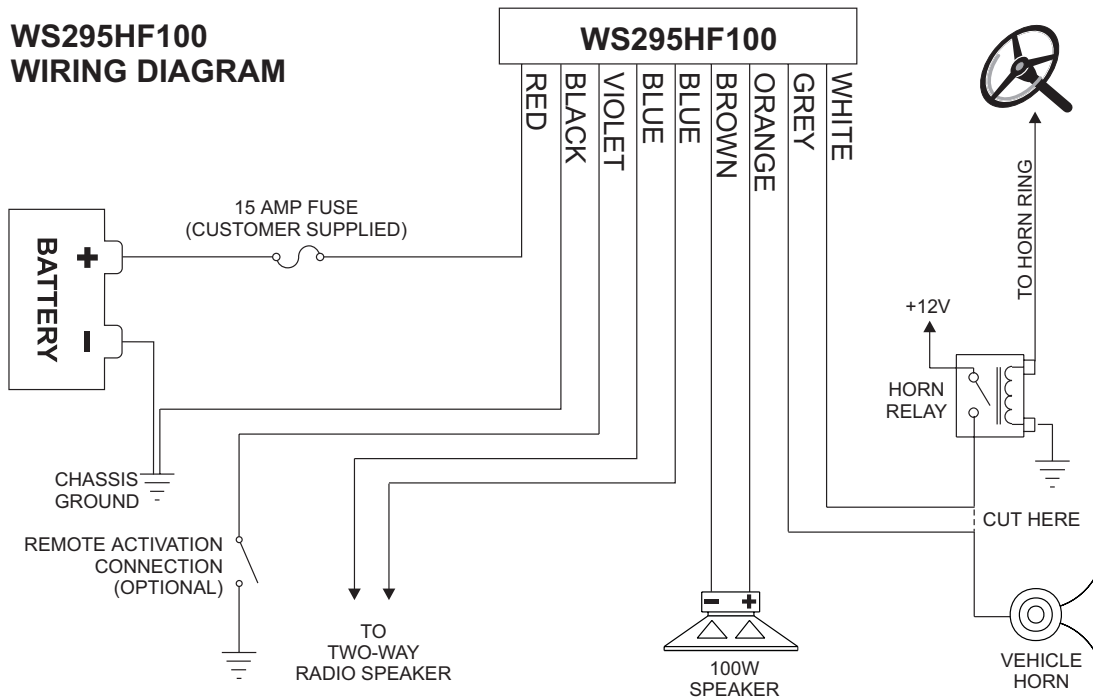 WS295HF100
WIRING DIAGRAM
WS295HF100
RED
BLACK
VIOLET
BLUE
BLUE
BROWN
ORANGE
GREY
WHITE
15 AMP FUSE
(CUSTOMER SUPPLIED)
BATTERY
+
-
TO HORN RING
+12V
HORN
RELAY
CHASSIS
GROUND
CUT HERE
REMOTE ACTIVATION
CONNECTION
(OPTIONAL)
TO
TWO-WAY
RADIO SPEAKER
- +
100W
SPEAKER
VEHICLE
HORN